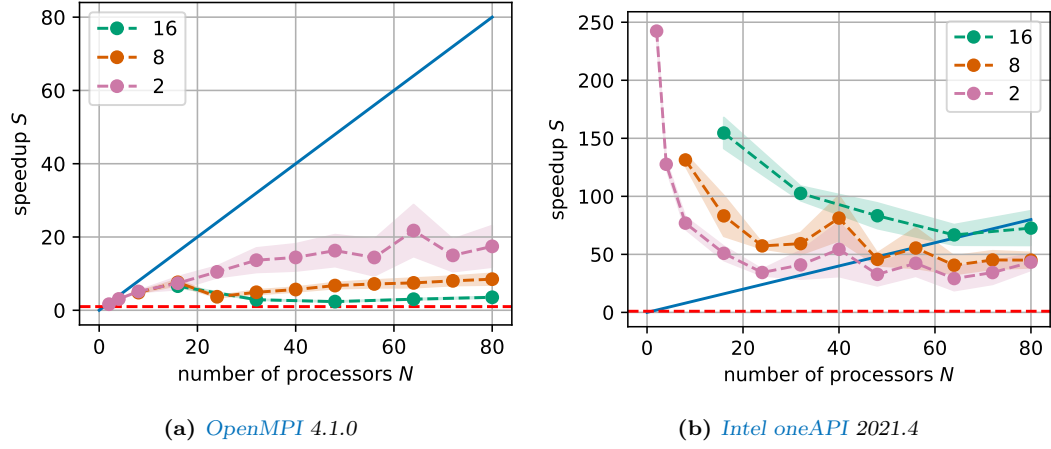 80
60
40
20
0
speedup S
16
8
2
0 20 40 60 80
number of processors N
(a) OpenMPI 4.1.0
250
200
150
100
50
0
speedup S
16
8
2
0 20 40 60 80
number of processors N
(b) Intel oneAPI 2021.4